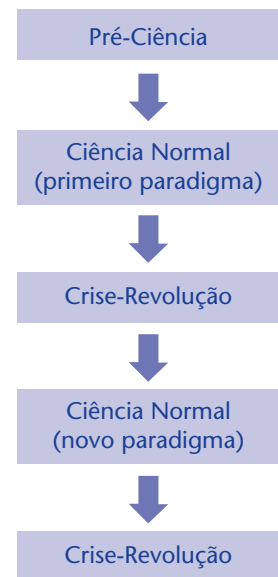 Pré-Ciência
Ciência Normal
(primeiro paradigma)
Crise-Revolução
Ciência Normal
(novo paradigma)
Crise-Revolução